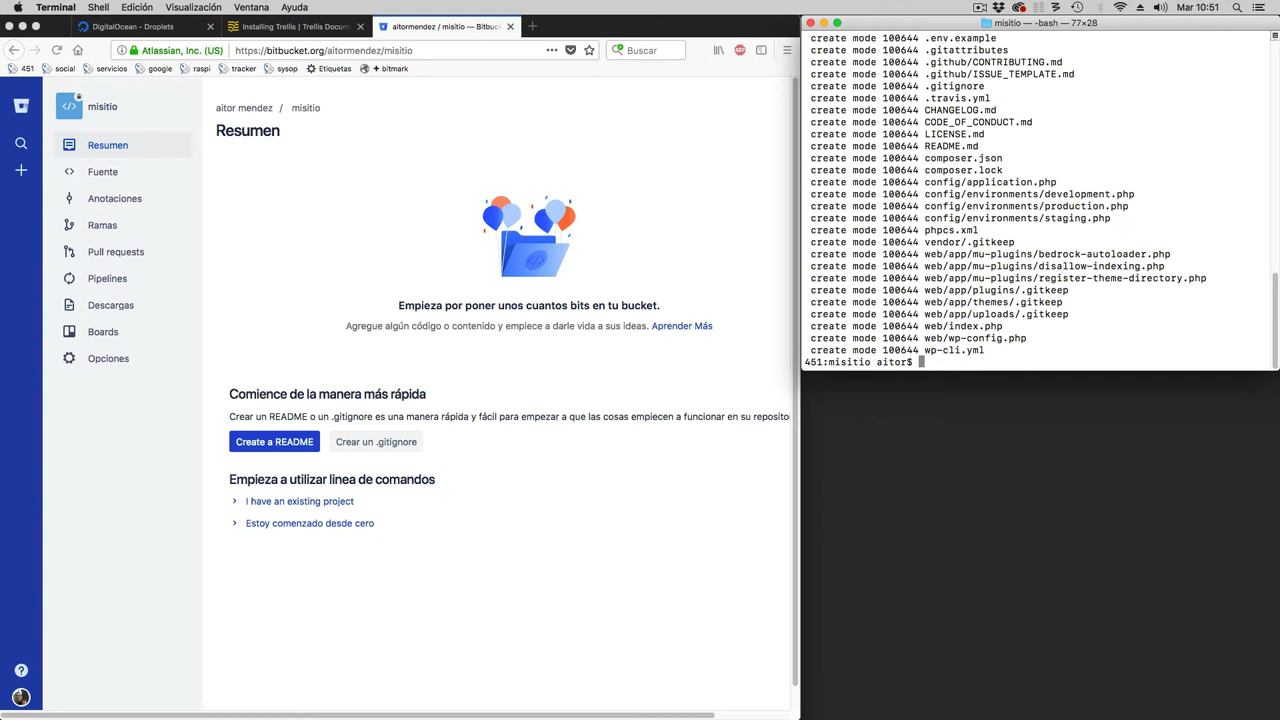 Terminal Shell Edición Visualización Ventana Ayuda
Mar 10:51
DigitalOcean - Droplets
Installing Trellis | Trellis Docum
aitormendez / misitio — Bitbuck
Atlassian, Inc. (US)
https://bitbucket.org/aitormendez/misitio
Buscar
451 social servicios google raspi tracker sysop Etiquetas + bitmark
misitio
Resumen
Fuente
Anotaciones
Ramas
Pull requests
Pipelines
Descargas
Boards
Opciones
aitor mendez / misitio
Resumen
Empieza por poner unos cuantos bits en tu bucket.
Agregue algún código o contenido y empiece a darle vida a sus ideas. Aprender Más
Comience de la manera más rápida
Crear un README o un .gitignore es una manera rápida y fácil para empezar a que las cosas empiecen a funcionar en su reposito
Create a README
Crear un .gitignore
Empieza a utilizar linea de comandos
I have an existing project
Estoy comenzado desde cero
misitio — -bash — 77×28
create mode 100644 .env.example
create mode 100644 .gitattributes
create mode 100644 .github/CONTRIBUTING.md
create mode 100644 .github/ISSUE_TEMPLATE.md
create mode 100644 .gitignore
create mode 100644 .travis.yml
create mode 100644 CHANGELOG.md
create mode 100644 CODE_OF_CONDUCT.md
create mode 100644 LICENSE.md
create mode 100644 README.md
create mode 100644 composer.json
create mode 100644 composer.lock
create mode 100644 config/application.php
create mode 100644 config/environments/development.php
create mode 100644 config/environments/production.php
create mode 100644 config/environments/staging.php
create mode 100644 phpcs.xml
create mode 100644 vendor/.gitkeep
create mode 100644 web/app/mu-plugins/bedrock-autoloader.php
create mode 100644 web/app/mu-plugins/disallow-indexing.php
create mode 100644 web/app/mu-plugins/register-theme-directory.php
create mode 100644 web/app/plugins/.gitkeep
create mode 100644 web/app/themes/.gitkeep
create mode 100644 web/app/uploads/.gitkeep
create mode 100644 web/index.php
create mode 100644 web/wp-config.php
create mode 100644 wp-cli.yml
451:misitio aitor$